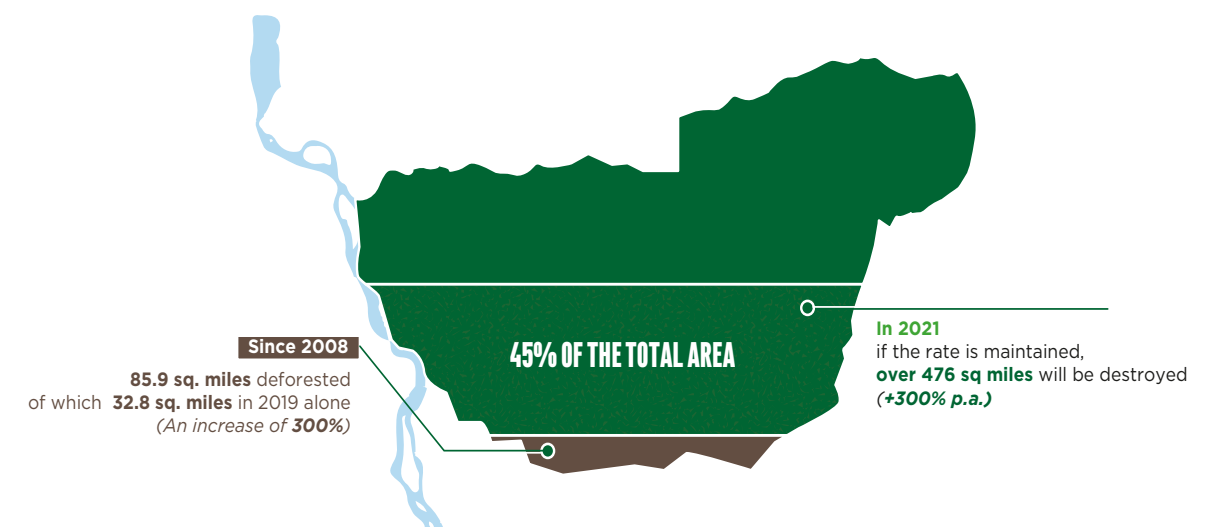 Since 2008
85.9 sq. miles deforested
of which 32.8 sq. miles in 2019 alone
(An increase of 300%)
45% OF THE TOTAL AREA
In 2021
if the rate is maintained,
over 476 sq miles will be destroyed
(+300% p.a.)